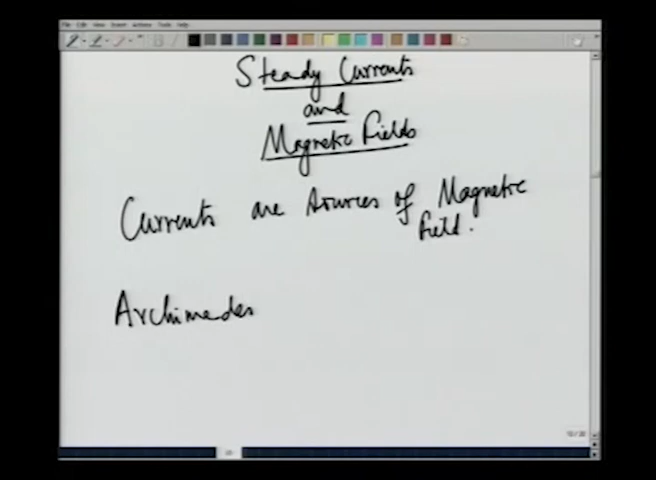 Steady Currents
and
Magnetic Fields
Currents are sources of Magnetic
field.
Archimedes